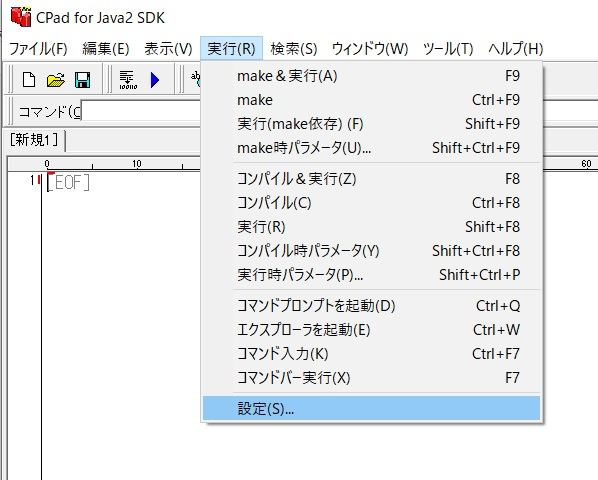 CPad for Java2 SDK
ファイル(F) 編集(E) 表示(V) 実行(R) 検索(S) ウィンドウ(W) ツール(T) ヘルプ(H)
make＆実行(A) F9
make Ctrl+F9
実行(make依存) (F) Shift+F9
make時パラメータ(U)... Shift+Ctrl+F9
コンパイル＆実行(Z) F8
コンパイル(C) Ctrl+F8
実行(R) Shift+F8
コンパイル時パラメータ(Y) Shift+Ctrl+F8
実行時パラメータ(P)... Shift+Ctrl+P
コマンドプロンプトを起動(D) Ctrl+Q
エクスプローラを起動(E) Ctrl+W
コマンド入力(K) Ctrl+F7
コマンドバー実行(X) F7
設定(S)...
コマンド(C
[新規1]
0 10 60
1 [EOF]